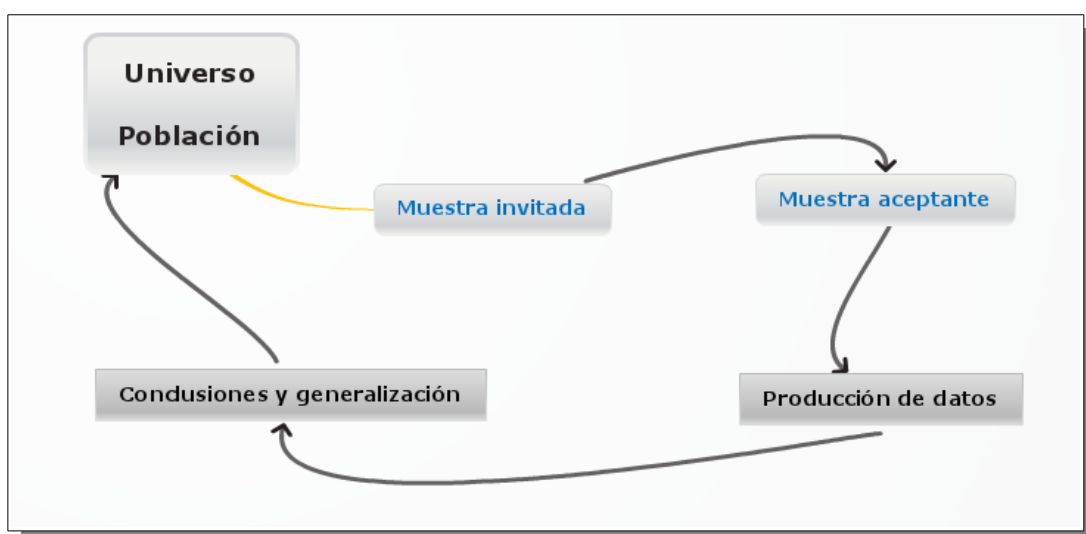 Universo
Población
Muestra invitada
Muestra aceptante
Producción de datos
Condusiones y generalización